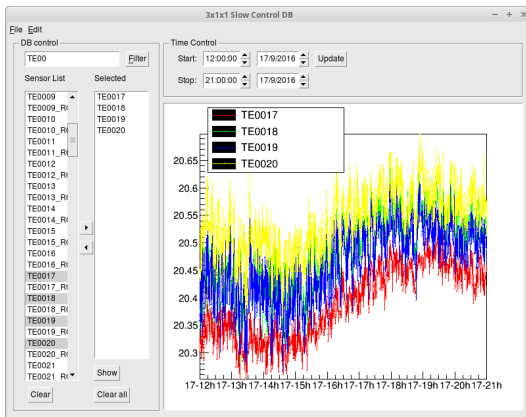 3x1x1 Slow Control DB
File Edit
DB control
TE00
Filter
Sensor List
Selected
TE0009
TE0009_R(
TE0010
TE0010_R(
TE0011
TE0011_R(
TE0012
TE0012_R(
TE0013
TE0013_R(
TE0014
TE0014_R(
TE0015
TE0015_R(
TE0016
TE0016_R(
TE0017
TE0017_R(
TE0018
TE0018_R(
TE0019
TE0019_R(
TE0020
TE0020_R(
TE0021
TE0021_R(
TE0017
TE0018
TE0019
TE0020
Show
Clear
Clear all
Time Control
Start: 12:00:00 17/9/2016 Update
Stop: 21:00:00 17/9/2016
TE0017
TE0018
TE0019
TE0020
20.65
20.6
20.55
20.5
20.45
20.4
20.35
20.3
17-12h 17-13h 17-14h 17-15h 17-16h 17-17h 17-18h 17-19h 17-20h 17-21h